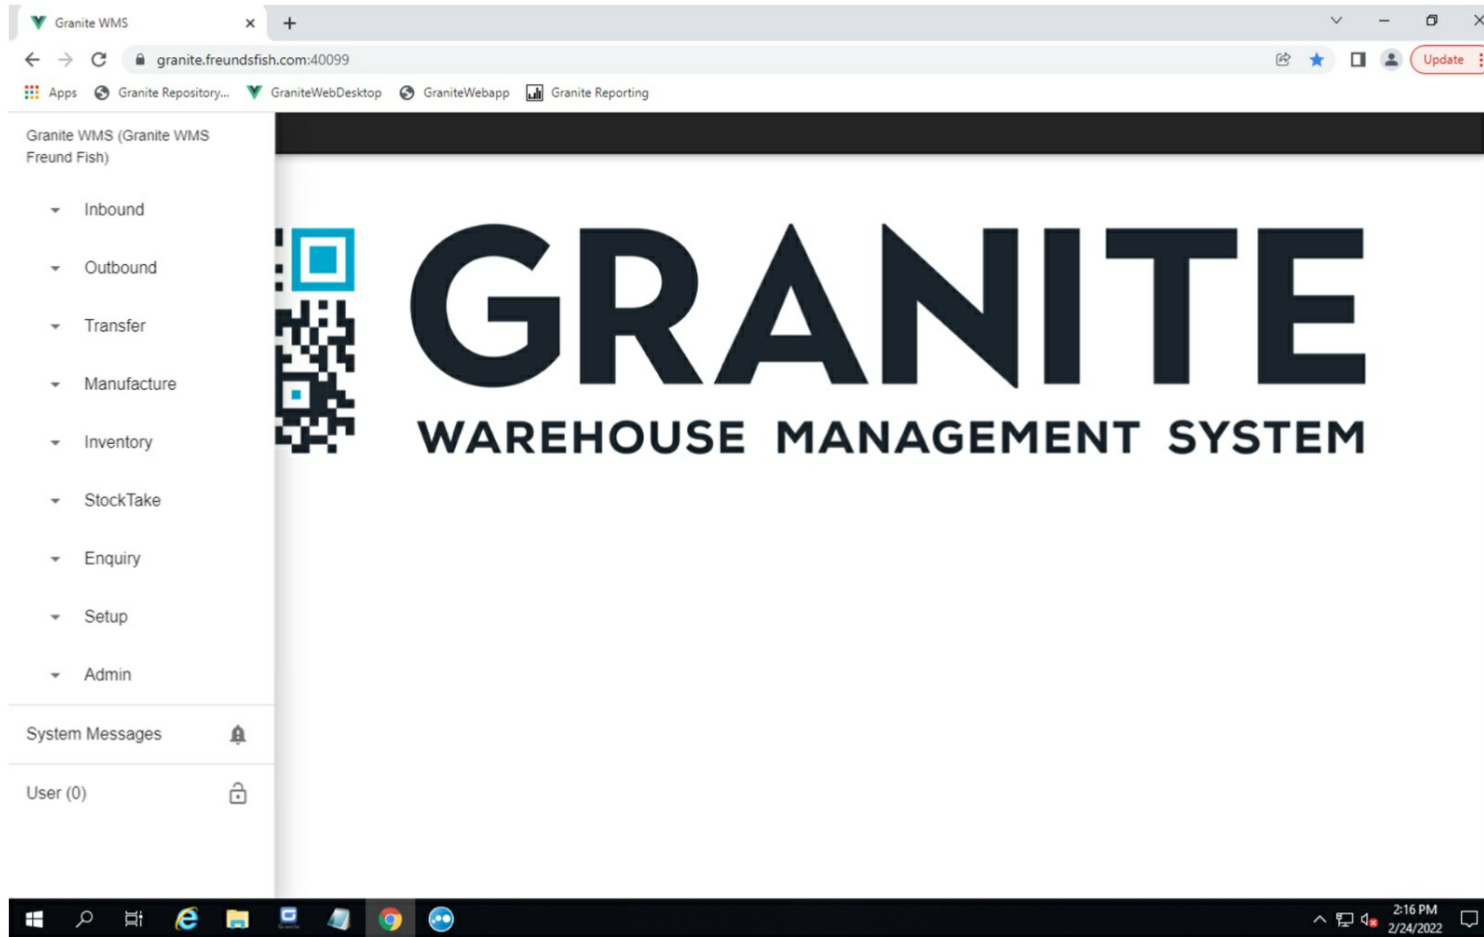 Granite WMS
granite.freundsfish.com:40099
Update
Apps
Granite Repository...
GraniteWebDesktop
GraniteWebapp
Granite Reporting
Granite WMS (Granite WMS
Freund Fish)
Inbound
Outbound
Transfer
Manufacture
Inventory
StockTake
Enquiry
Setup
Admin
System Messages
User (0)
GRANITE
WAREHOUSE MANAGEMENT SYSTEM
Granite
2:16 PM
2/24/2022